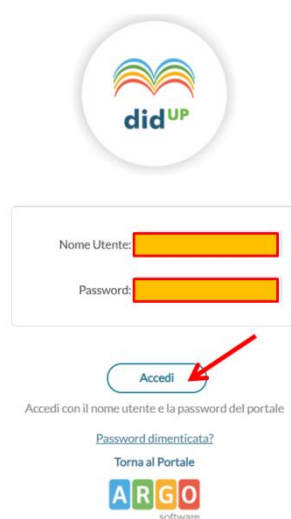 didUP
Nome Utente:
Password:
Accedi
Accedi con il nome utente e la password del portale
Password dimenticata?
Torna al Portale
ARGO
software